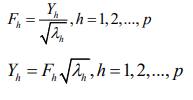 F_h = Y_h / √λ_h, h = 1, 2, ..., p
Y_h = F_h √λ_h, h = 1, 2, ..., p